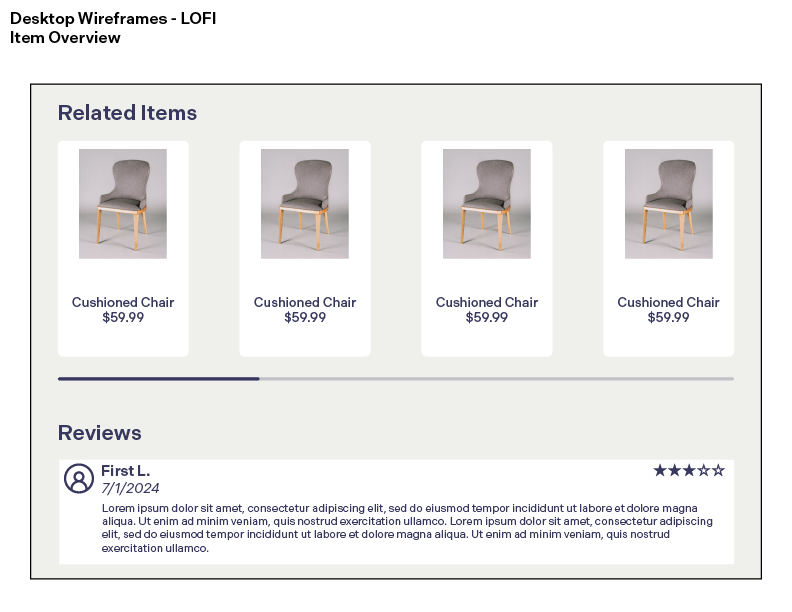 Desktop Wireframes - LOFI
Item Overview
Related Items
Cushioned Chair
$59.99
Cushioned Chair
$59.99
Cushioned Chair
$59.99
Cushioned Chair
$59.99
Reviews
First L.
7/1/2024
Lorem ipsum dolor sit amet, consectetur adipiscing elit, sed do eiusmod tempor incididunt ut labore et dolore magna
aliqua. Ut enim ad minim veniam, quis nostrud exercitation ullamco. Lorem ipsum dolor sit amet, consectetur adipiscing
elit, sed do eiusmod tempor incididunt ut labore et dolore magna aliqua. Ut enim ad minim veniam, quis nostrud
exercitation ullamco.